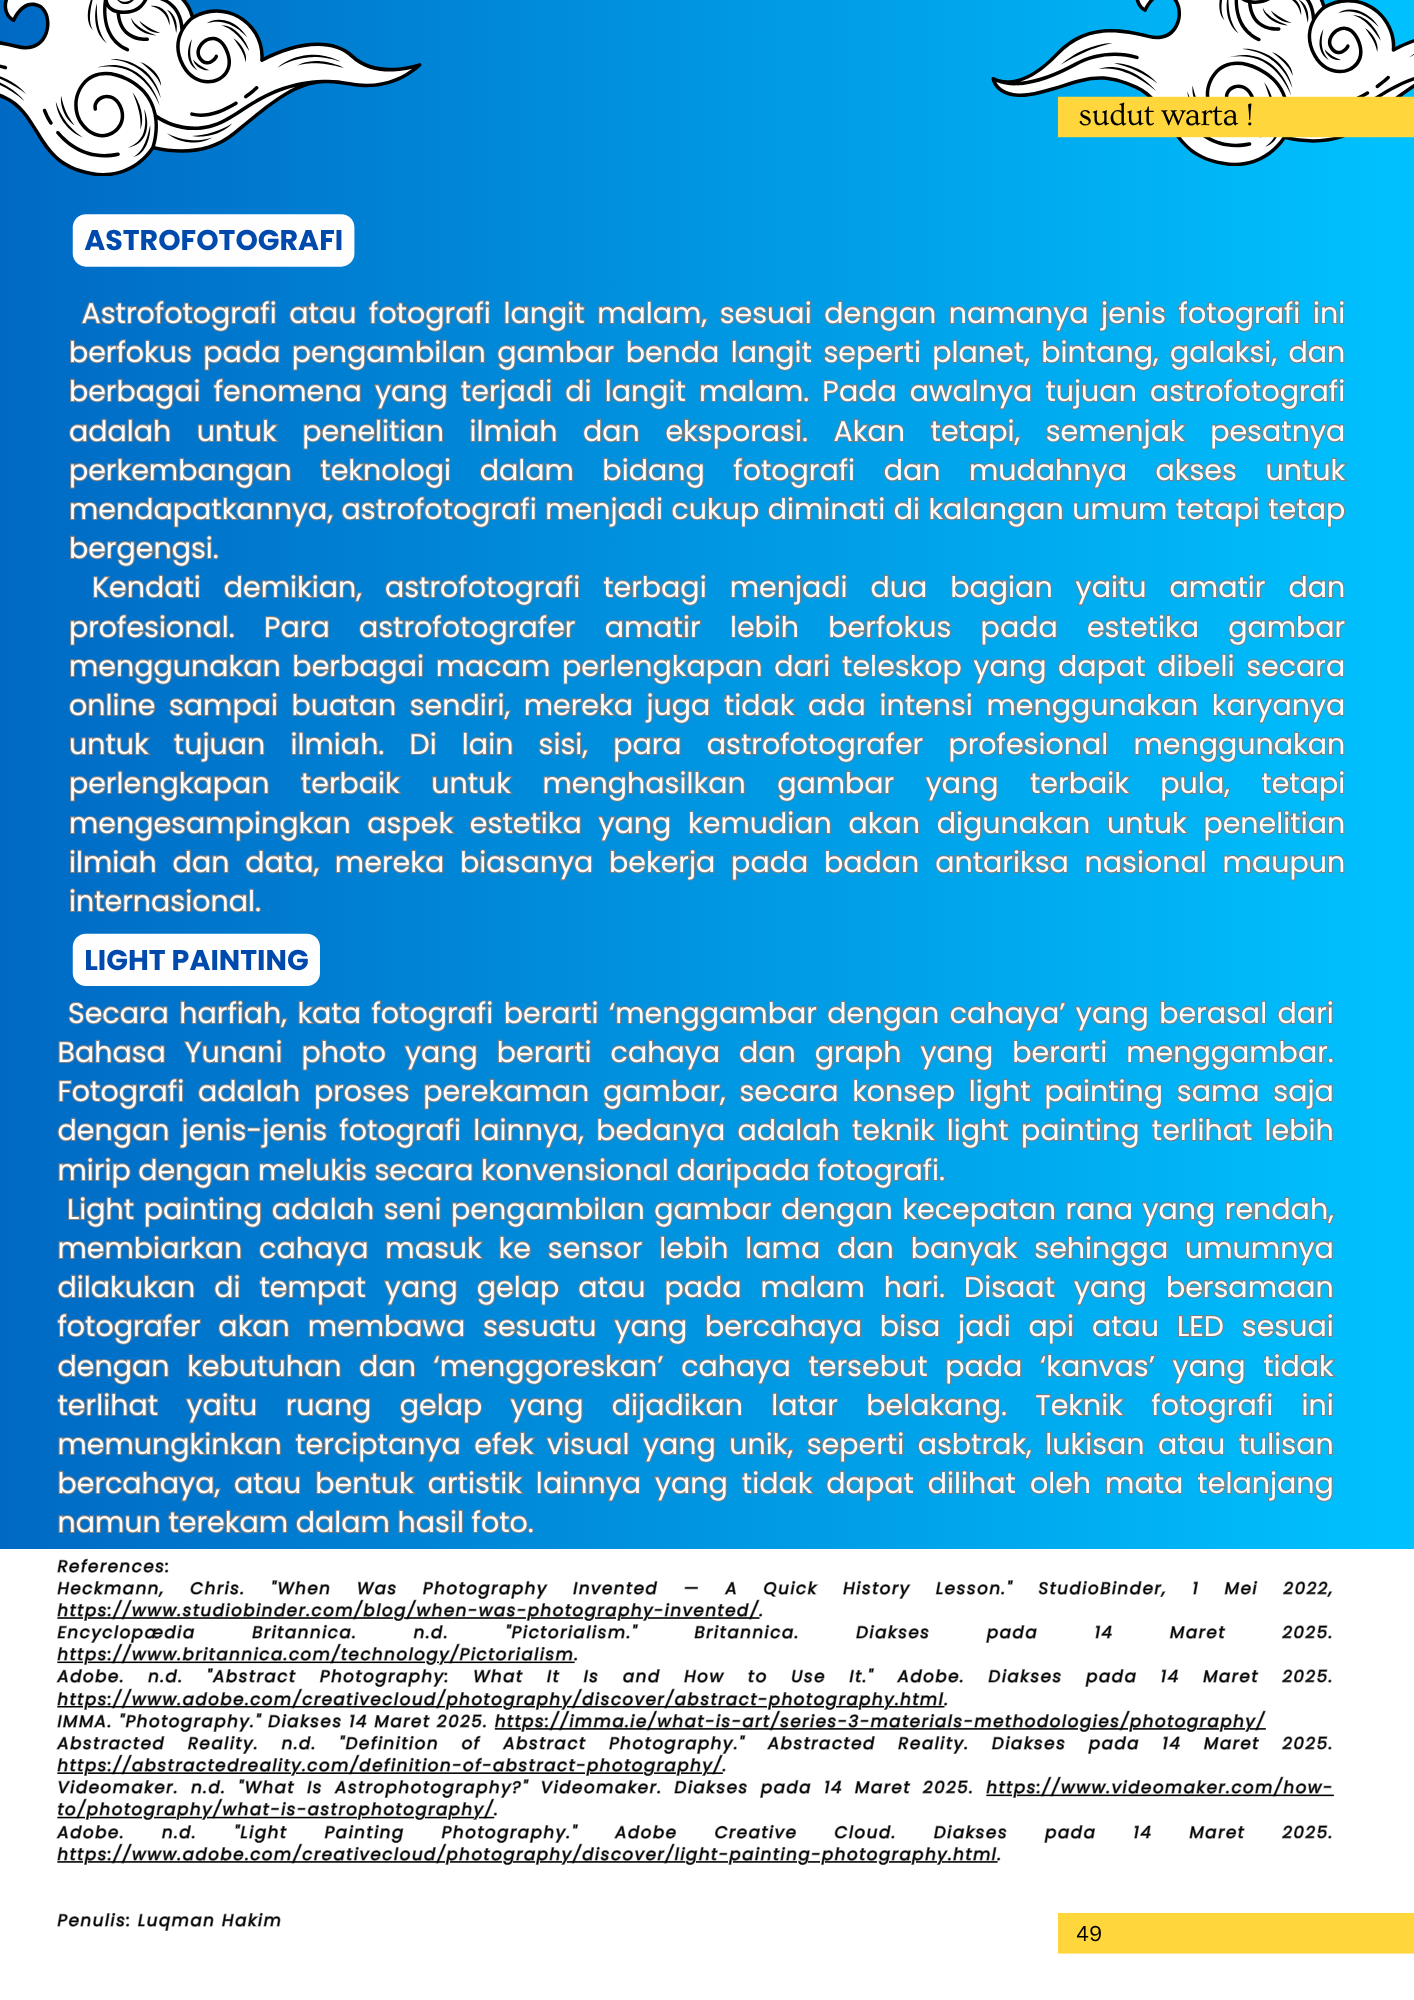 sudut warta !
ASTROFOTOGRAFI
Astrofotografi atau fotografi langit malam, sesuai dengan namanya jenis fotografi ini
berfokus pada pengambilan gambar benda langit seperti planet, bintang, galaksi, dan
berbagai fenomena yang terjadi di langit malam. Pada awalnya tujuan astrofotografi
adalah untuk penelitian ilmiah dan eksporasi. Akan tetapi, semenjak pesatnya
perkembangan teknologi dalam bidang fotografi dan mudahnya akses untuk
mendapatkannya, astrofotografi menjadi cukup diminati di kalangan umum tetapi tetap
bergengsi.
Kendati demikian, astrofotografi terbagi menjadi dua bagian yaitu amatir dan
profesional. Para astrofotografer amatir lebih berfokus pada estetika gambar
menggunakan berbagai macam perlengkapan dari teleskop yang dapat dibeli secara
online sampai buatan sendiri, mereka juga tidak ada intensi menggunakan karyanya
untuk tujuan ilmiah. Di lain sisi, para astrofotografer profesional menggunakan
perlengkapan terbaik untuk menghasilkan gambar yang terbaik pula, tetapi
mengesampingkan aspek estetika yang kemudian akan digunakan untuk penelitian
ilmiah dan data, mereka biasanya bekerja pada badan antariksa nasional maupun
internasional.
LIGHT PAINTING
Secara harfiah, kata fotografi berarti ‘menggambar dengan cahaya’ yang berasal dari
Bahasa Yunani photo yang berarti cahaya dan graph yang berarti menggambar.
Fotografi adalah proses perekaman gambar, secara konsep light painting sama saja
dengan jenis-jenis fotografi lainnya, bedanya adalah teknik light painting terlihat lebih
mirip dengan melukis secara konvensional daripada fotografi.
Light painting adalah seni pengambilan gambar dengan kecepatan rana yang rendah,
membiarkan cahaya masuk ke sensor lebih lama dan banyak sehingga umumnya
dilakukan di tempat yang gelap atau pada malam hari. Disaat yang bersamaan
fotografer akan membawa sesuatu yang bercahaya bisa jadi api atau LED sesuai
dengan kebutuhan dan ‘menggoreskan’ cahaya tersebut pada ‘kanvas’ yang tidak
terlihat yaitu ruang gelap yang dijadikan latar belakang. Teknik fotografi ini
memungkinkan terciptanya efek visual yang unik, seperti asbtrak, lukisan atau tulisan
bercahaya, atau bentuk artistik lainnya yang tidak dapat dilihat oleh mata telanjang
namun terekam dalam hasil foto.
References:
Heckmann, Chris. "When Was Photography Invented — A Quick History Lesson." StudioBinder, 1 Mei 2022,
https://www.studiobinder.com/blog/when-was-photography-invented/.
Encyclopædia Britannica. n.d. "Pictorialism." Britannica. Diakses pada 14 Maret 2025.
https://www.britannica.com/technology/Pictorialism.
Adobe. n.d. "Abstract Photography: What It Is and How to Use It." Adobe. Diakses pada 14 Maret 2025.
https://www.adobe.com/creativecloud/photography/discover/abstract-photography.html.
IMMA. "Photography." Diakses 14 Maret 2025. https://imma.ie/what-is-art/series-3-materials-methodologies/photography/
Abstracted Reality. n.d. "Definition of Abstract Photography." Abstracted Reality. Diakses pada 14 Maret 2025.
https://abstractedreality.com/definition-of-abstract-photography/.
Videomaker. n.d. "What Is Astrophotography?" Videomaker. Diakses pada 14 Maret 2025. https://www.videomaker.com/how-
to/photography/what-is-astrophotography/.
Adobe. n.d. "Light Painting Photography." Adobe Creative Cloud. Diakses pada 14 Maret 2025.
https://www.adobe.com/creativecloud/photography/discover/light-painting-photography.html.
Penulis: Luqman Hakim
49